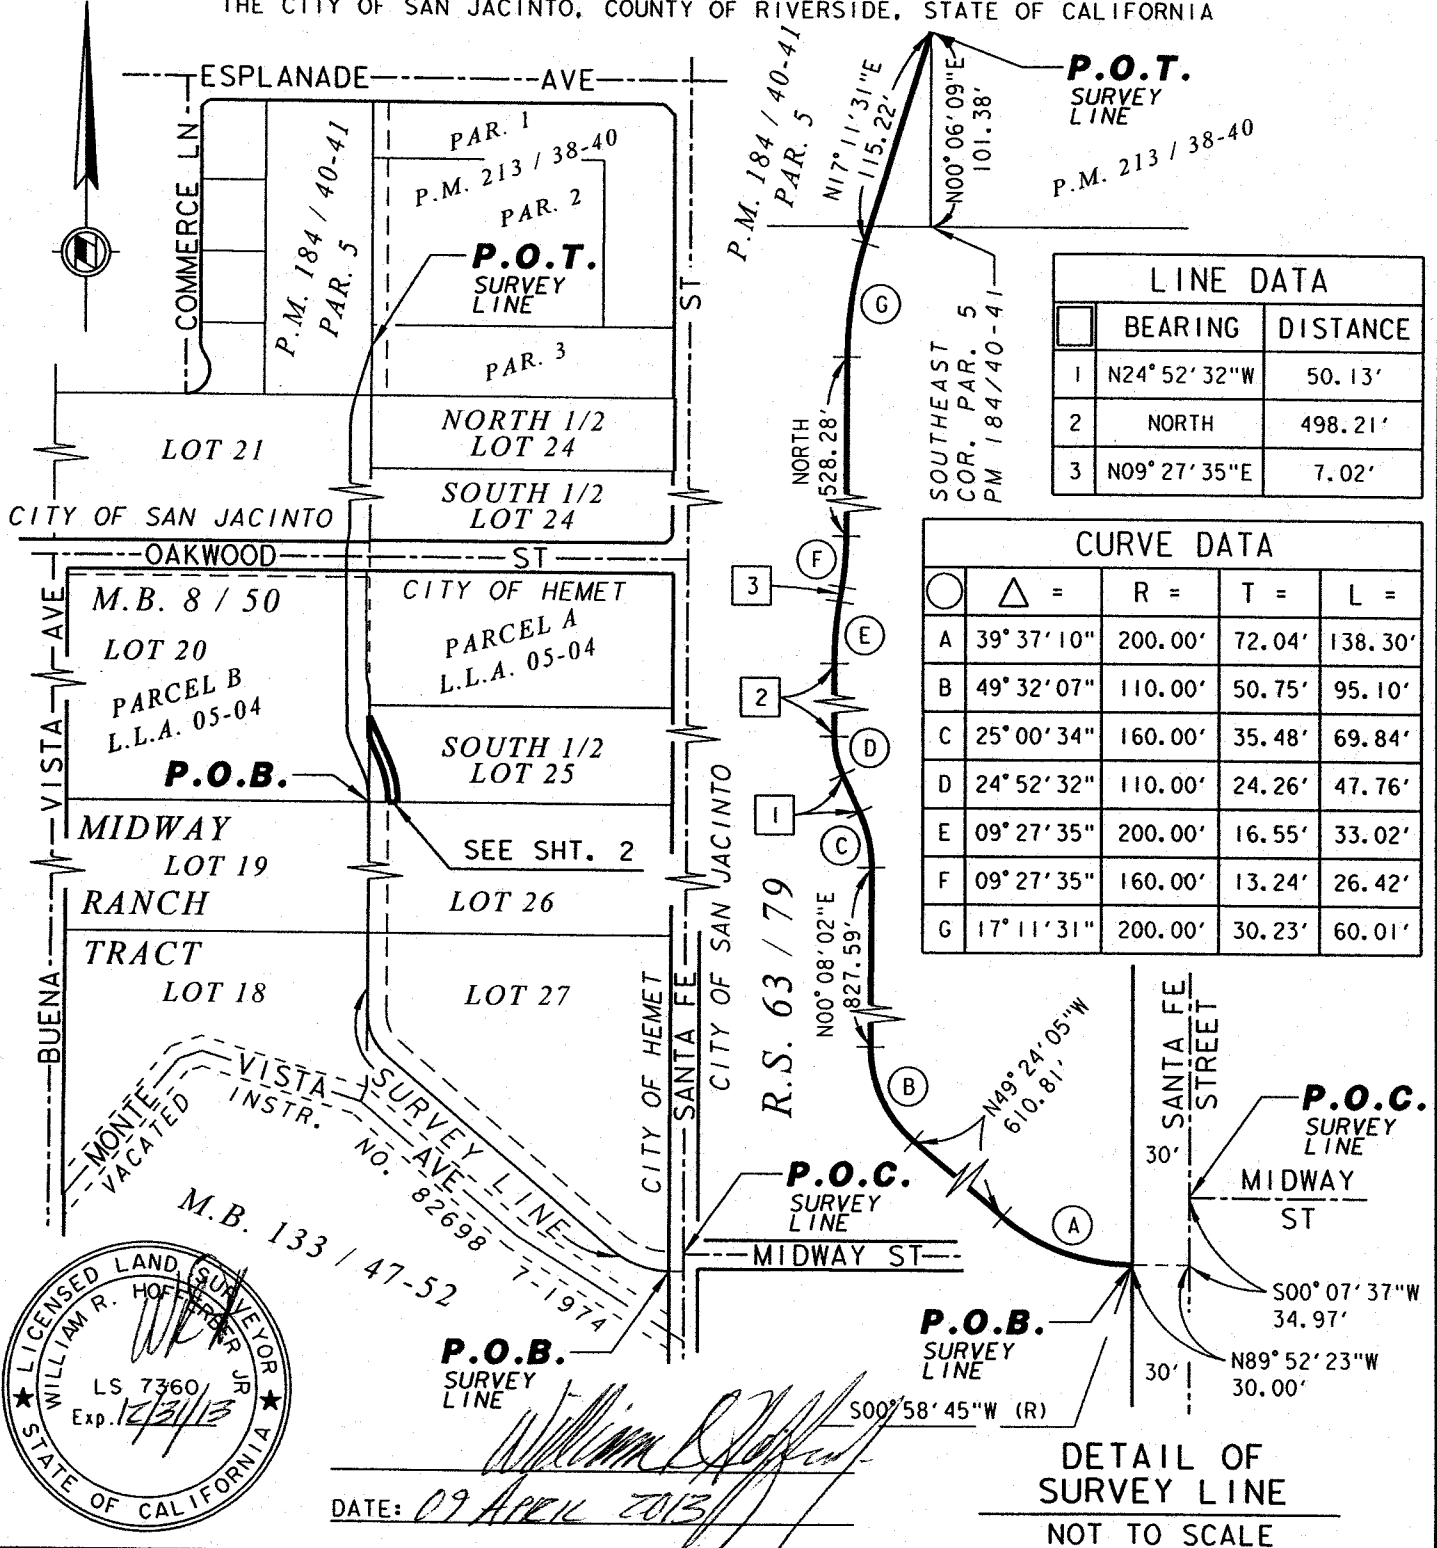 THE CITY OF SAN JACINTO, COUNTY OF RIVERSIDE, STATE OF CALIFORNIA
ESPLANADE AVE
COMMERCE LN
P.M. 184 / 40-41
PAR. 5
PAR. 1
P.M. 213 / 38-40
PAR. 2
P.O.T.
SURVEY
LINE
PAR. 3
ST
LOT 21
NORTH 1/2
LOT 24
SOUTH 1/2
LOT 24
CITY OF SAN JACINTO
OAKWOOD ST
M.B. 8 / 50
LOT 20
PARCEL B
L.L.A. 05-04
CITY OF HEMET
PARCEL A
L.L.A. 05-04
SOUTH 1/2
LOT 25
P.O.B.
SEE SHT. 2
MIDWAY
LOT 19
RANCH
LOT 26
TRACT
LOT 18
LOT 27
BUENA VISTA AVE
CITY OF HEMET
SANTA FE
CITY OF SAN JACINTO
MONTE VISTA AVE
VACATED
INSTR. NO. 82698 7-1974
SURVEY LINE
M.B. 133 / 47-52
P.O.C.
SURVEY
LINE
MIDWAY ST
P.O.B.
SURVEY
LINE
LICENSED LAND SURVEYOR
WILLIAM R. HOFFERBER JR
LS 7360
Exp. 12/31/13
STATE OF CALIFORNIA
DATE: 09 APRIL 2013
P.M. 184 / 40-41
PAR. 5
N17°11'31"E
115.22'
N00°06'09"E
101.38'
P.O.T.
SURVEY
LINE
P.M. 213 / 38-40
G
SOUTHEAST
COR. PAR. 5
PM 184/40-41
NORTH
528.28'
F
3
E
2
D
1
C
R.S. 63 / 79
N00°08'02"E
827.59'
B
N49°24'05"W
610.81'
A
SANTA FE
STREET
30'
P.O.C.
SURVEY
LINE
MIDWAY
ST
S00°07'37"W
34.97'
P.O.B.
SURVEY
LINE
30'
N89°52'23"W
30.00'
S00°58'45"W (R)
LINE DATA
BEARING DISTANCE
1 N24°52'32"W 50.13'
2 NORTH 498.21'
3 N09°27'35"E 7.02'
CURVE DATA
△ = R = T = L =
A 39°37'10" 200.00' 72.04' 138.30'
B 49°32'07" 110.00' 50.75' 95.10'
C 25°00'34" 160.00' 35.48' 69.84'
D 24°52'32" 110.00' 24.26' 47.76'
E 09°27'35" 200.00' 16.55' 33.02'
F 09°27'35" 160.00' 13.24' 26.42'
G 17°11'31" 200.00' 30.23' 60.01'
DETAIL OF
SURVEY LINE
NOT TO SCALE